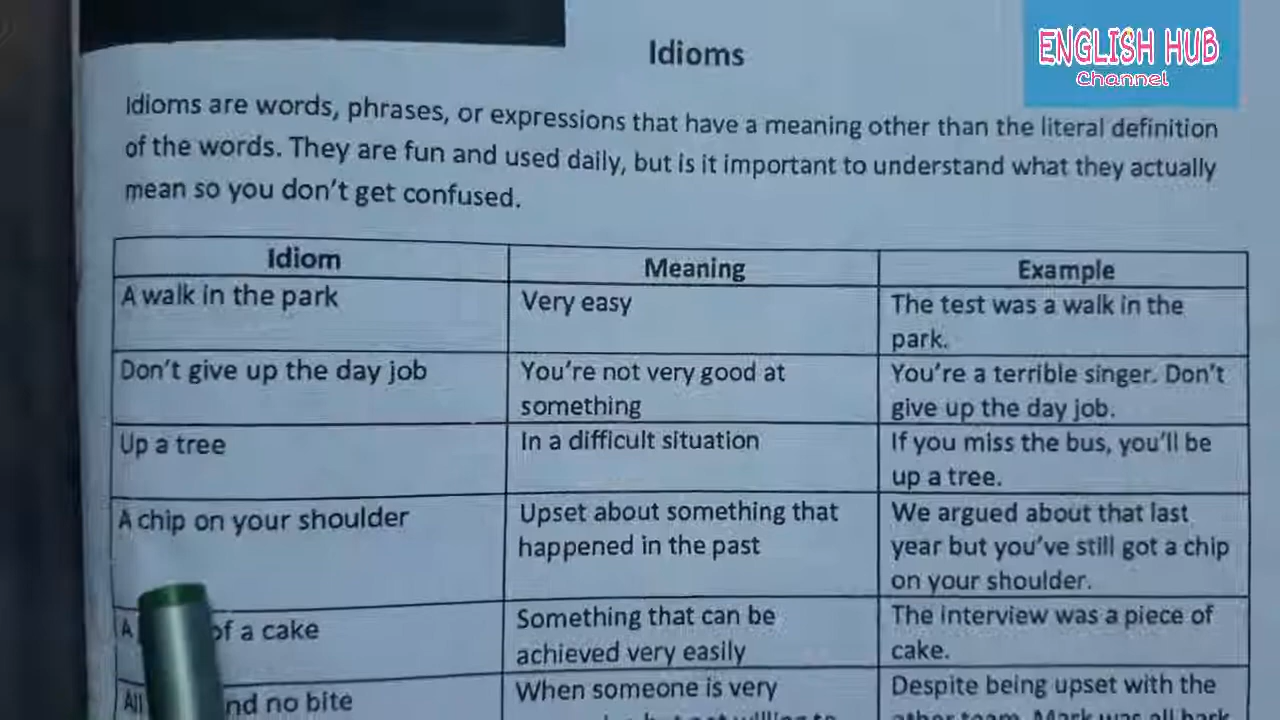 ENGLISH HUB
Channel
Idioms
Idioms are words, phrases, or expressions that have a meaning other than the literal definition
of the words. They are fun and used daily, but is it important to understand what they actually
mean so you don't get confused.
Idiom
Meaning
Example
A walk in the park
Very easy
The test was a walk in the
park.
Don't give up the day job
You're not very good at
something
You're a terrible singer. Don't
give up the day job.
Up a tree
In a difficult situation
If you miss the bus, you'll be
up a tree.
A chip on your shoulder
Upset about something that
happened in the past
We argued about that last
year but you've still got a chip
on your shoulder.
A of a cake
Something that can be
achieved very easily
The interview was a piece of
cake.
All no bite
When someone is very
Despite being upset with the